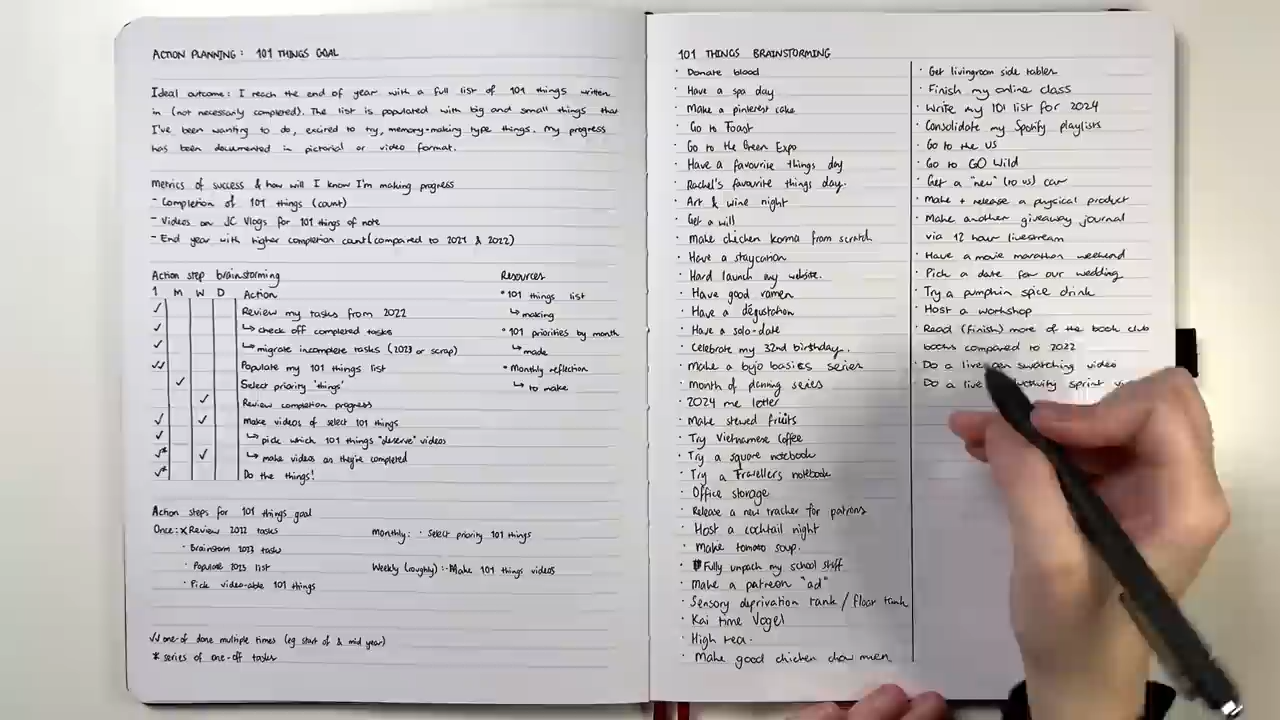 ACTION PLANNING: 101 THINGS GOAL
Ideal outcome: I reach the end of year with a full list of 101 things written
in (not necessarily completed). The list is populated with big and small things that
I've been wanting to do, excited to try, memory-making type things. My progress
has been documented in pictorial or video format.
Metrics of success & how will I know I'm making progress
- Completion of 101 things (count)
- Videos on JC Vlogs for 101 things of note
- End year with higher completion count (compared to 2021 & 2022)
Action step brainstorming
1 M W D Action
✓ Review my tasks from 2022
✓ ↳ check off completed tasks
✓ ↳ migrate incomplete tasks (2023 or scrap)
✓✓ Populate my 101 things list
✓ Select priority 'things'
✓ Review completion progress
✓ ✓ Make videos of select 101 things
✓ ↳ pick which 101 things "deserve" videos
✓* ✓ ↳ make videos as they're completed
✓* Do the things!
Resources
• 101 things list
↳ making
• 101 priorities by month
↳ made
• Monthly reflection
↳ to make
Action steps for 101 things goal
Once: x Review 2022 tasks
· Brainstorm 2023 tasks
· Populate 2023 list
· Pick video-able 101 things
Monthly: · Select priority 101 things
Weekly (roughly): · Make 101 things videos
✓✓ one-of done multiple times (eg start of & mid year)
* series of one-off tasks
101 THINGS BRAINSTORMING
· Donate blood
· Have a spa day
· Make a pinterest cake
· Go to Toast
· Go to the Green Expo
· Have a favourite things day
· Rachel's favourite things day.
· Art & wine night
· Get a will
· Make chicken korma from scratch
· Have a staycation
· Hard launch my website.
· Have good ramen
· Have a dégustation
· Have a solo-date
· Celebrate my 32nd birthday.
· Make a bujo basics series
· month of planning series
· 2024 me letter
· Make stewed fruits
· Try Vietnamese Coffee
· Try a square notebook
· Try a Travellers notebook
· Office storage
· Release a new tracker for patrons
· Host a cocktail night
· Make tomato soup.
· Fully unpack my school stuff
· Make a patreon "ad"
· Sensory deprivation tank / float tank
· Kai time Vogel
· High tea.
· Make good chicken chow mien
· Get livingroom side tables
· Finish my online class
· Write my 101 list for 2024
· Consolidate my Spotify playlists
· Go to the US
· Go to GO Wild
· Get a "new" (to us) car
· Make + release a physical product
· Make another giveaway journal
via 12 hour livestream
· Have a movie marathon weekend
· Pick a date for our wedding
· Try a pumpkin spice drink
· Host a workshop
· Read (finish) more of the book club
books compared to 2022
· Do a live pen swatching video
· Do a live sprint